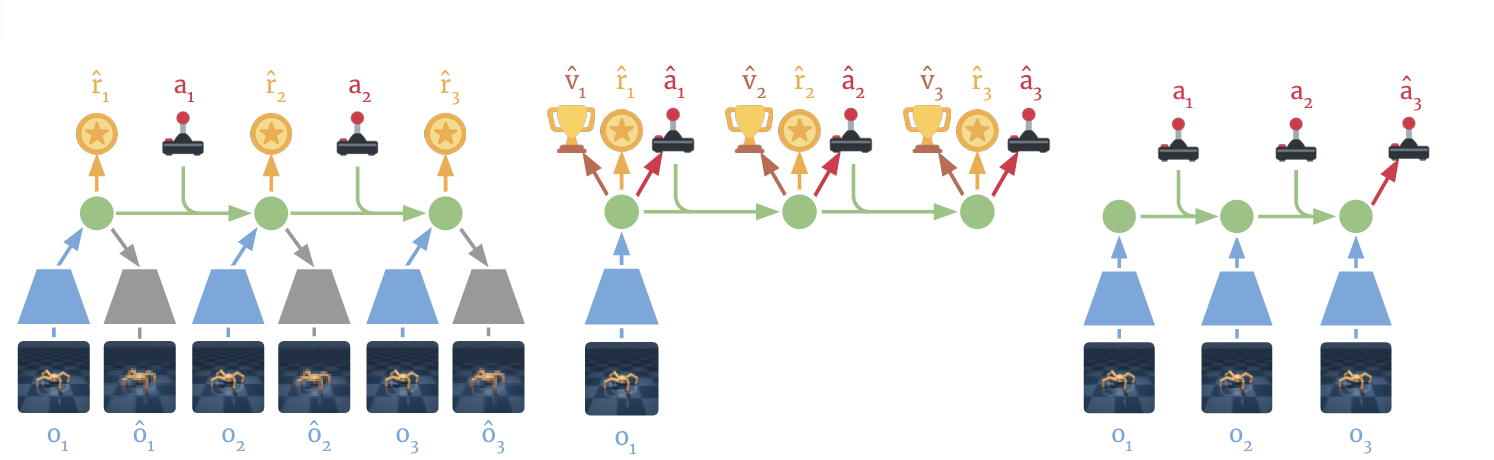 r̂₁ a₁ r̂₂ a₂ r̂₃
o₁ ô₁ o₂ ô₂ o₃ ô₃
v̂₁ r̂₁ â₁ v̂₂ r̂₂ â₂ v̂₃ r̂₃ â₃
o₁
a₁ a₂ â₃
o₁ o₂ o₃